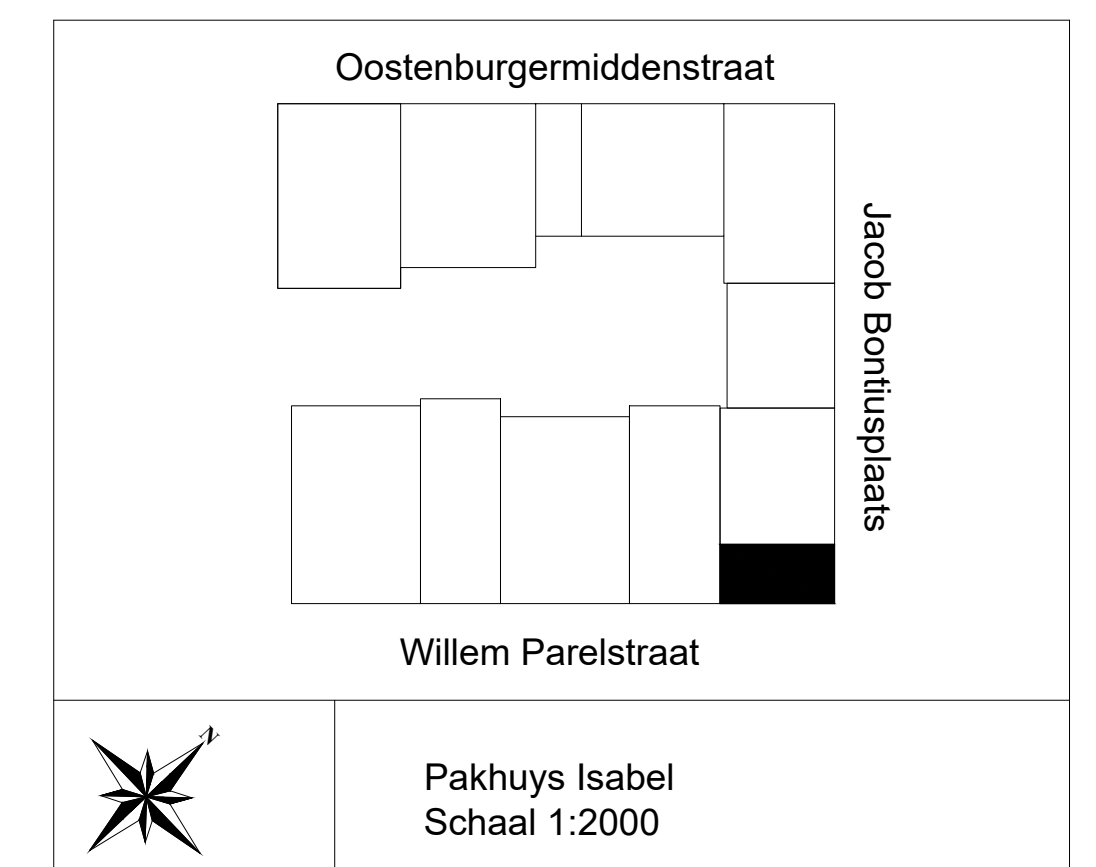 Oostenburgermiddenstraat
Jacob Bontiusplaats
Willem Parelstraat
N
Pakhuys Isabel
Schaal 1:2000